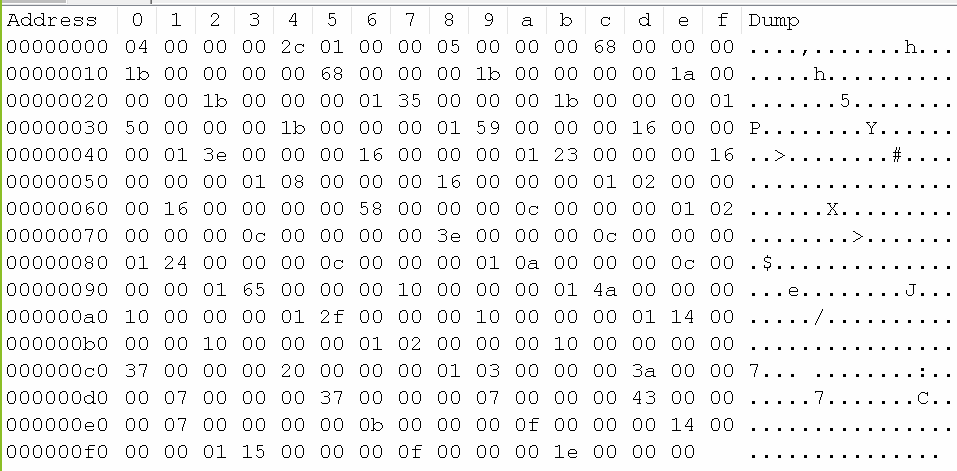 Address 0 1 2 3 4 5 6 7 8 9 a b c d e f Dump
00000000 04 00 00 00 2c 01 00 00 05 00 00 00 68 00 00 00 ....,.......h...
00000010 1b 00 00 00 00 68 00 00 00 1b 00 00 00 00 1a 00 .....h..........
00000020 00 00 1b 00 00 00 01 35 00 00 00 1b 00 00 00 01 .......5........
00000030 50 00 00 00 1b 00 00 00 01 59 00 00 00 16 00 00 P........Y......
00000040 00 01 3e 00 00 00 16 00 00 00 01 23 00 00 00 16 ..>........#....
00000050 00 00 00 01 08 00 00 00 16 00 00 00 01 02 00 00 ................
00000060 00 16 00 00 00 00 58 00 00 00 0c 00 00 00 01 02 ......X.........
00000070 00 00 00 0c 00 00 00 00 3e 00 00 00 0c 00 00 00 ........>.......
00000080 01 24 00 00 00 0c 00 00 00 01 0a 00 00 00 0c 00 .$..............
00000090 00 00 01 65 00 00 00 10 00 00 00 01 4a 00 00 00 ...e........J...
000000a0 10 00 00 00 01 2f 00 00 00 10 00 00 00 01 14 00 ...../..........
000000b0 00 00 10 00 00 00 01 02 00 00 00 10 00 00 00 00 ................
000000c0 37 00 00 00 20 00 00 00 01 03 00 00 00 3a 00 00 7... ........:..
000000d0 00 07 00 00 00 37 00 00 00 07 00 00 00 43 00 00 .....7.......C..
000000e0 00 07 00 00 00 0b 00 00 00 0f 00 00 00 14 00 ................
000000f0 00 00 01 15 00 00 00 0f 00 00 00 1e 00 00 00 ...............